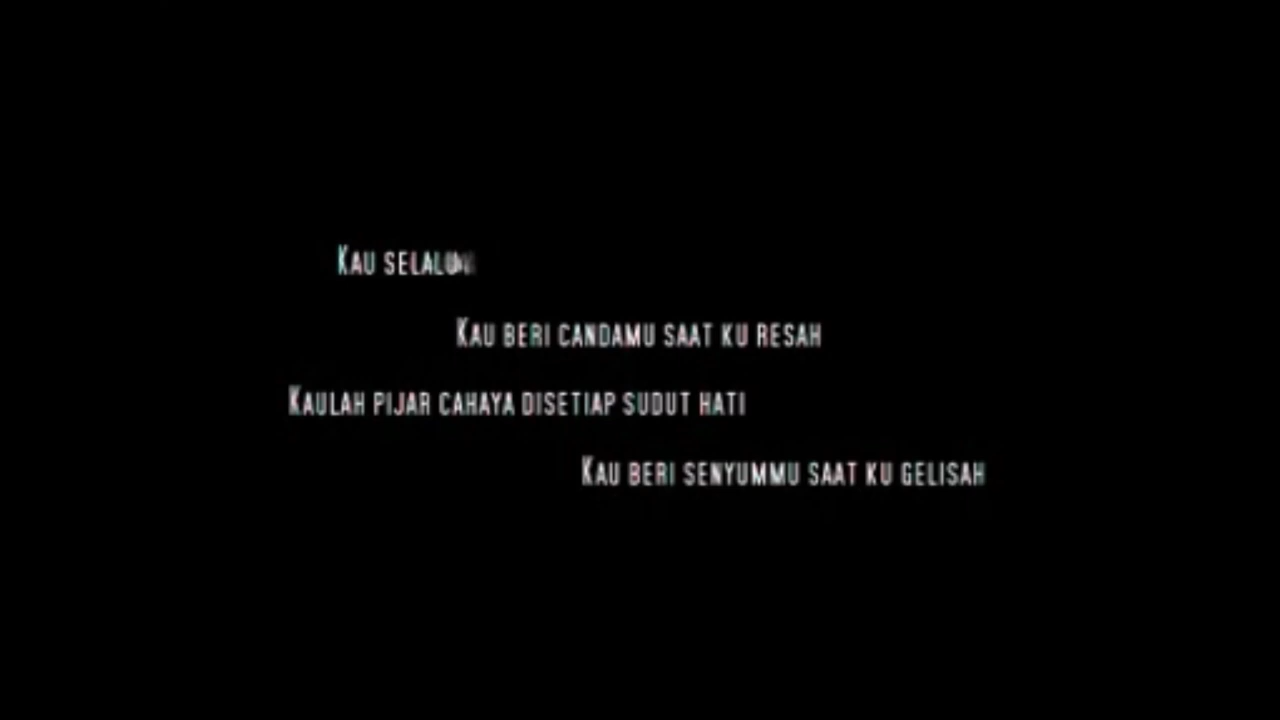 Kau selalu
Kau beri candamu saat ku resah
Kaulah pijar cahaya disetiap sudut hati
Kau beri senyummu saat ku gelisah